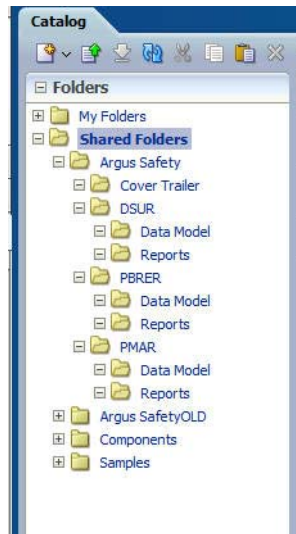 Catalog
Folders
My Folders
Shared Folders
Argus Safety
Cover Trailer
DSUR
Data Model
Reports
PBRER
Data Model
Reports
PMAR
Data Model
Reports
Argus SafetyOLD
Components
Samples